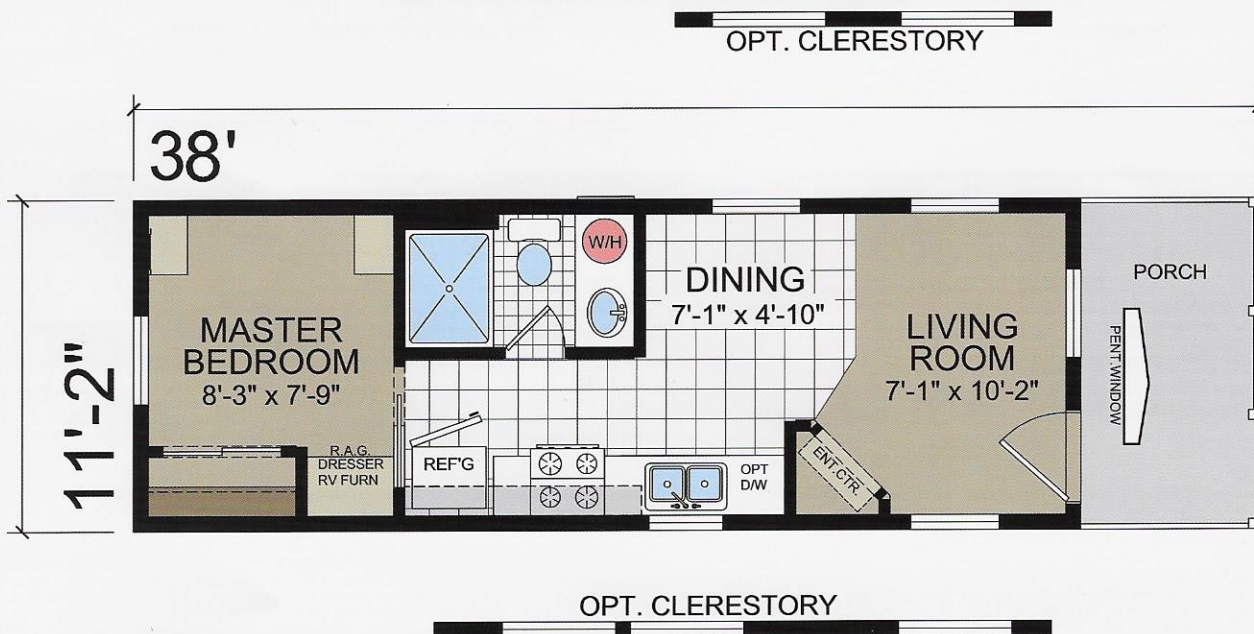 OPT. CLERESTORY
38'
11'-2"
MASTER
BEDROOM
8'-3" x 7'-9"
R.A.G.
DRESSER
RV FURN
W/H
REF'G
DINING
7'-1" x 4'-10"
OPT
D/W
ENT.CTR.
LIVING
ROOM
7'-1" x 10'-2"
PORCH
PENT.WINDOW
OPT. CLERESTORY